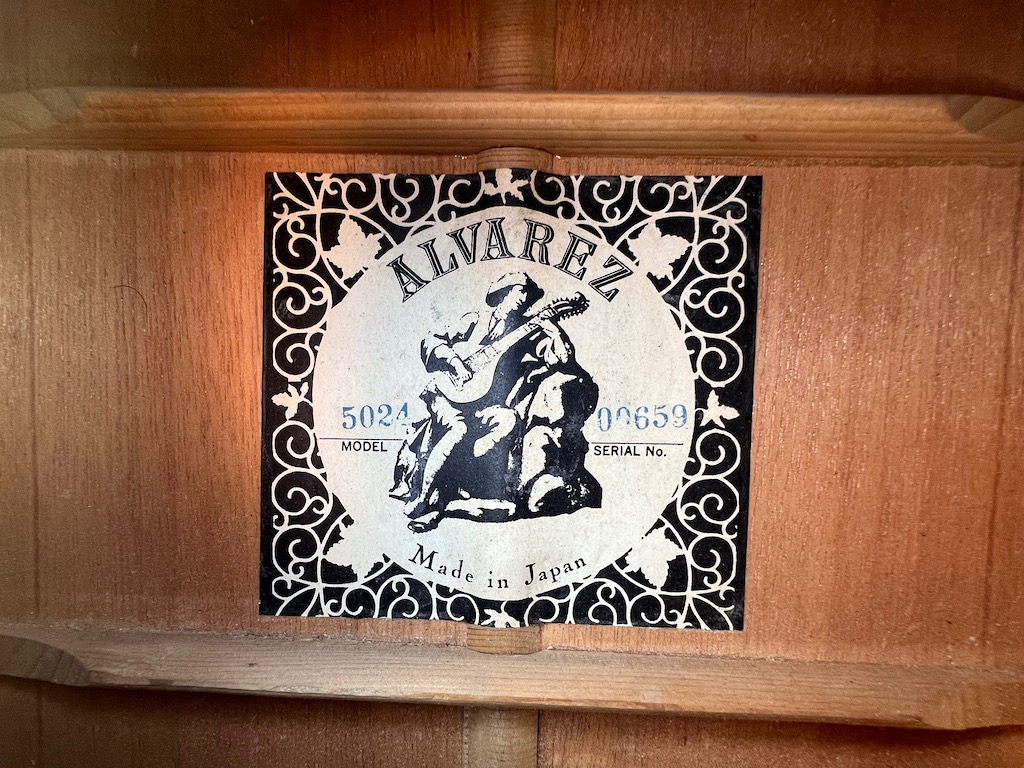 ALVAREZ
5024 00659
MODEL SERIAL No.
Made in Japan